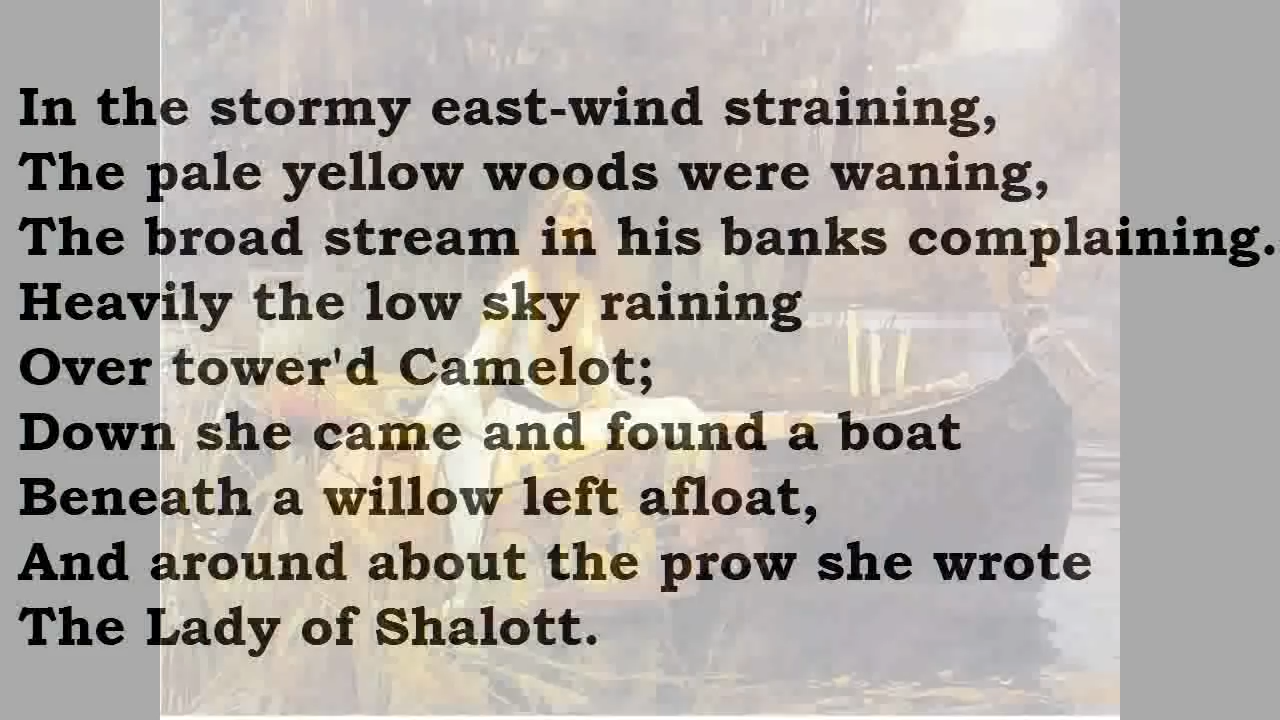 In the stormy east-wind straining,
The pale yellow woods were waning,
The broad stream in his banks complaining.
Heavily the low sky raining
Over tower'd Camelot;
Down she came and found a boat
Beneath a willow left afloat,
And around about the prow she wrote
The Lady of Shalott.